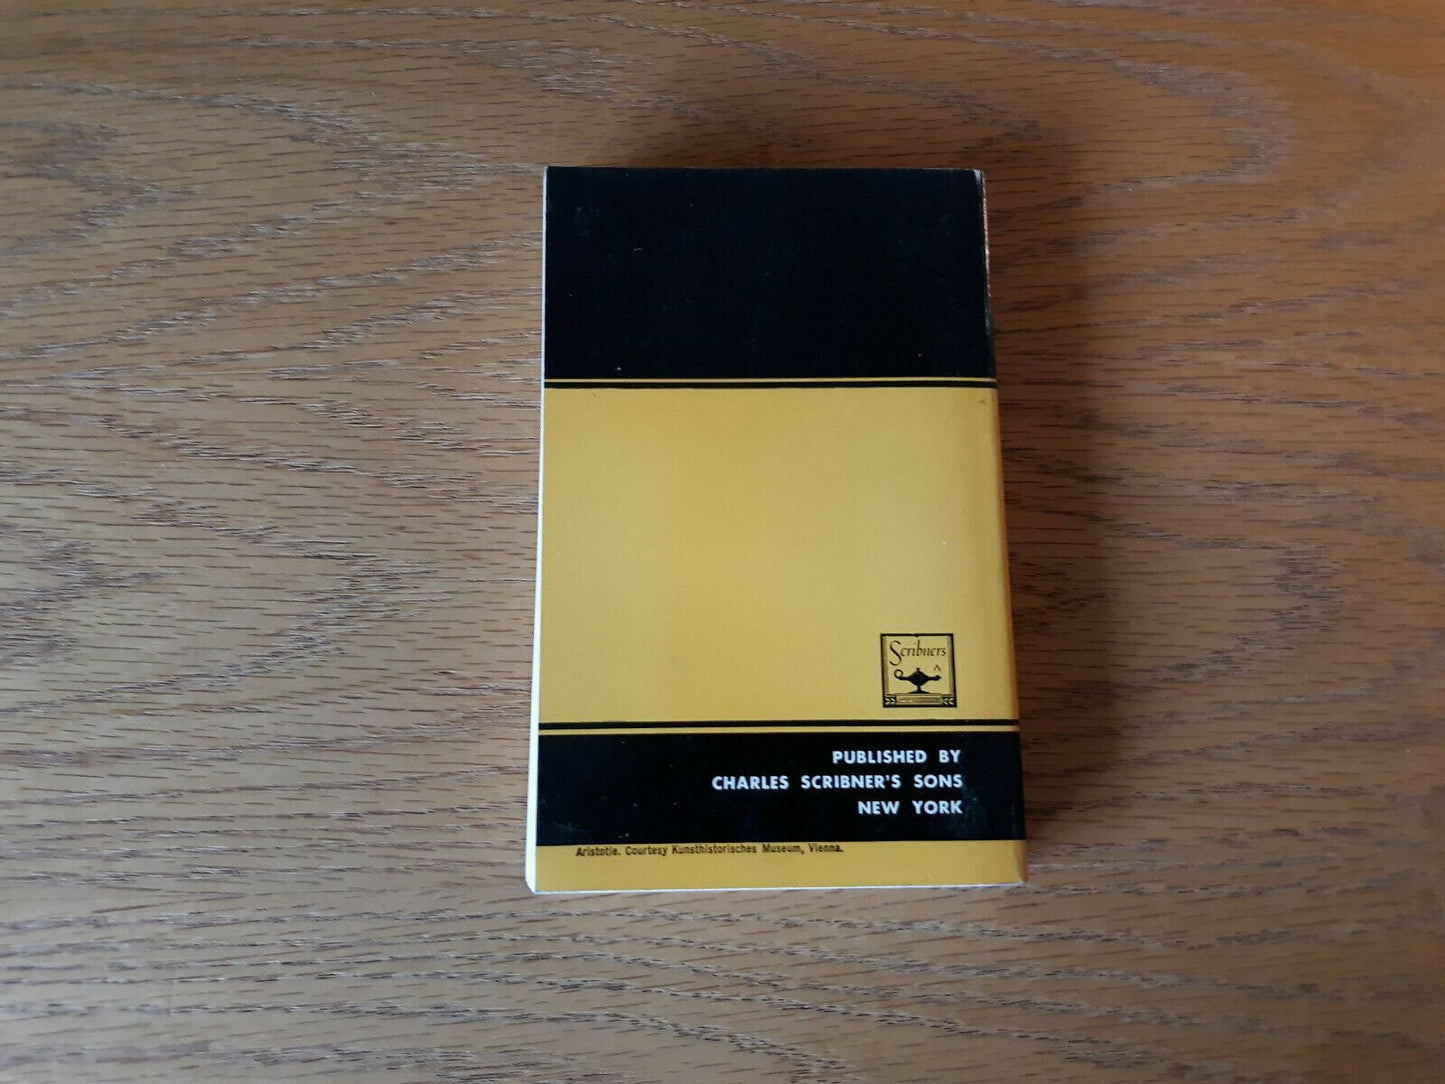 Scribners
PUBLISHED BY
CHARLES SCRIBNER'S SONS
NEW YORK
Aristotle. Courtesy Kunsthistorisches Museum, Vienna.